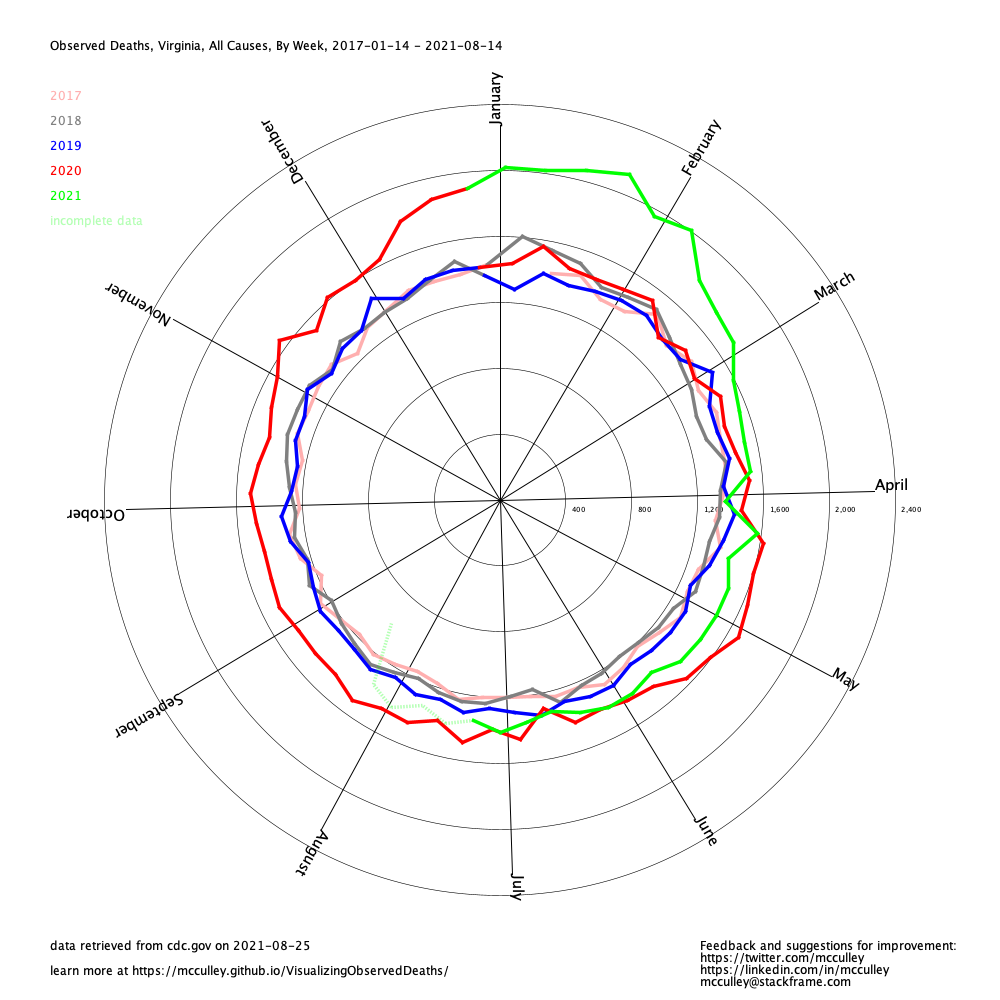 Observed Deaths, Virginia, All Causes, By Week, 2017-01-14 - 2021-08-14
2017
2018
2019
2020
2021
incomplete data
January
February
March
April
May
June
July
August
September
October
November
December
400
800
1,200
1,600
2,000
2,400
data retrieved from cdc.gov on 2021-08-25
learn more at https://mcculley.github.io/VisualizingObservedDeaths/
Feedback and suggestions for improvement:
https://twitter.com/mcculley
https://linkedin.com/in/mcculley
mcculley@stackframe.com